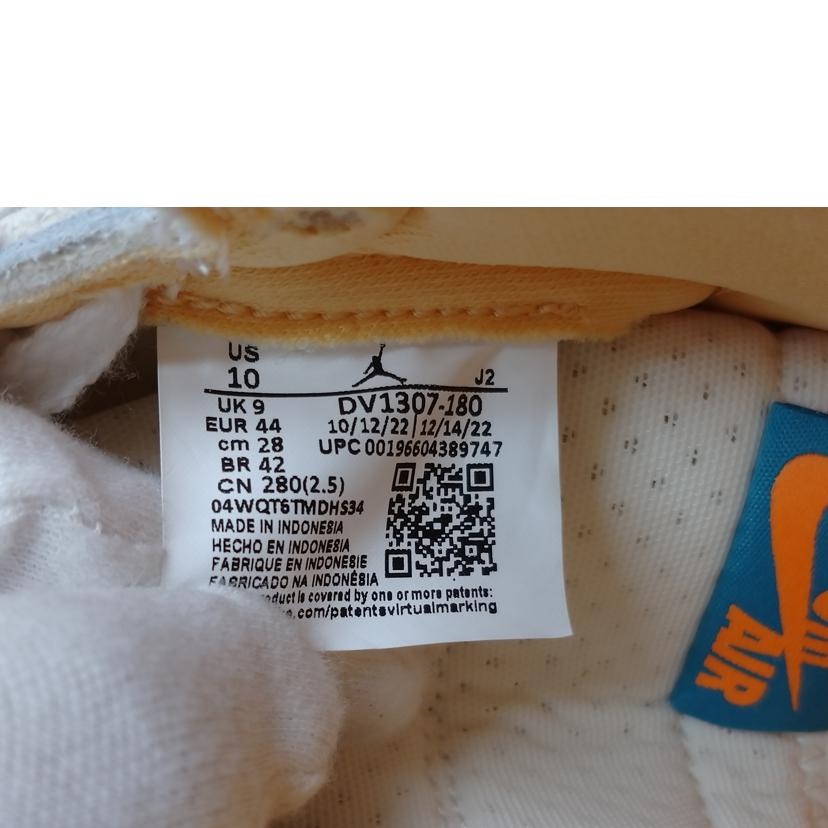 US
10
J2
UK 9
DV1307-180
EUR 44
10/12/22 12/14/22
cm 28
UPC 00196604389747
BR 42
CN 280(2.5)
04WQT6TMDHS34
MADE IN INDONESIA
HECHO EN INDONESIA
FABRIQUE EN INDONESIE
FABRICADO NA INDONÉSIA
product is covered by one or more patents:
.com/patentsvirtualmarking
AIR